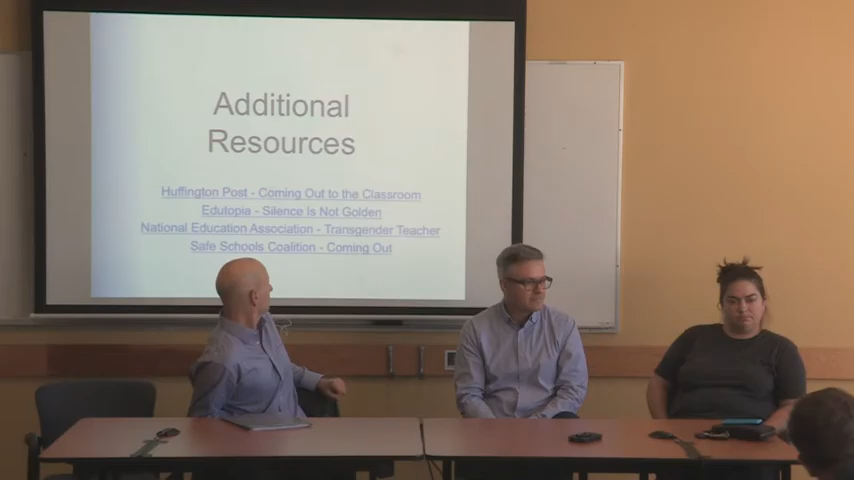 Additional
Resources
Huffington Post - Coming Out to the Classroom
Edutopia - Silence Is Not Golden
National Education Association - Transgender Teacher
Safe Schools Coalition - Coming Out